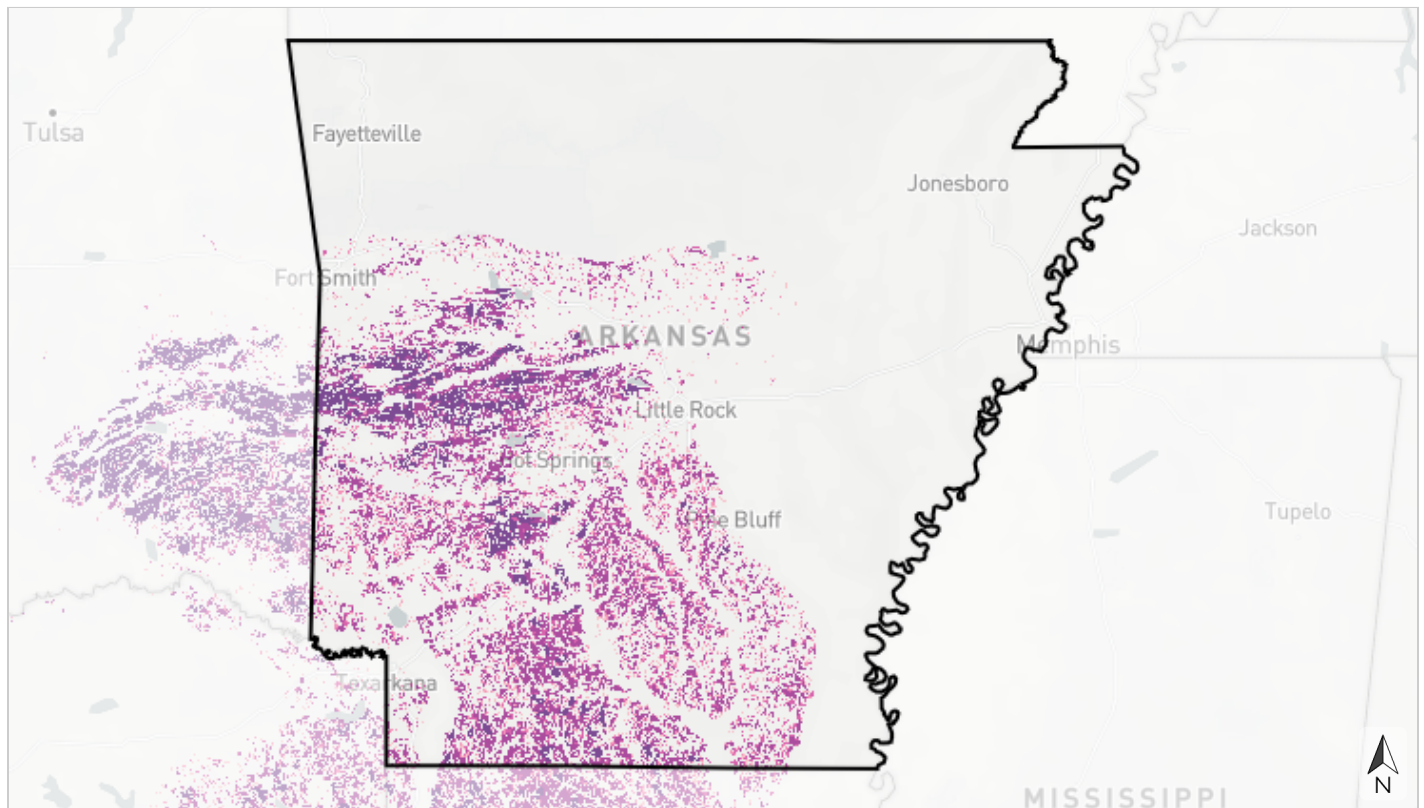 Tulsa
Fayetteville
Jonesboro
Jackson
Fort Smith
ARKANSAS
Memphis
Little Rock
Hot Springs
Tupelo
Pine Bluff
Texarkana
MISSISSIPPI
N